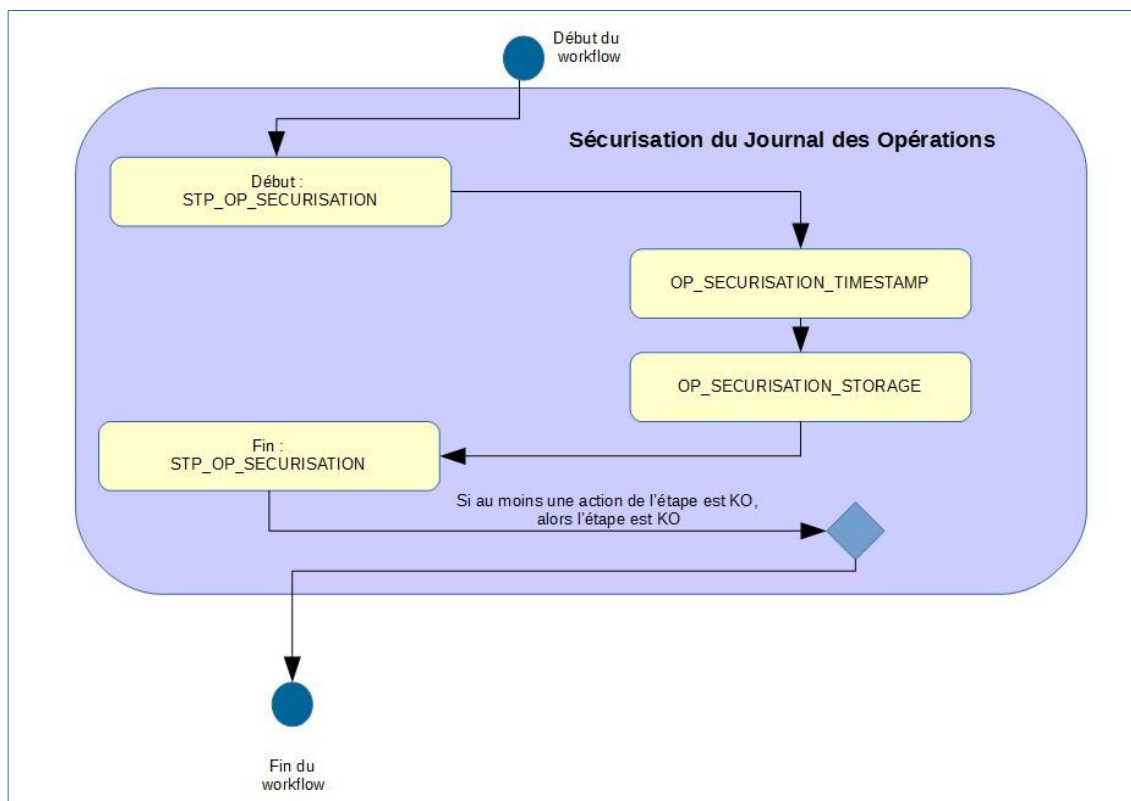 Début du
workflow
Sécurisation du Journal des Opérations
Début :
STP_OP_SECURISATION
OP_SECURISATION_TIMESTAMP
OP_SECURISATION_STORAGE
Fin :
STP_OP_SECURISATION
Si au moins une action de l'étape est KO,
alors l'étape est KO
Fin du
workflow